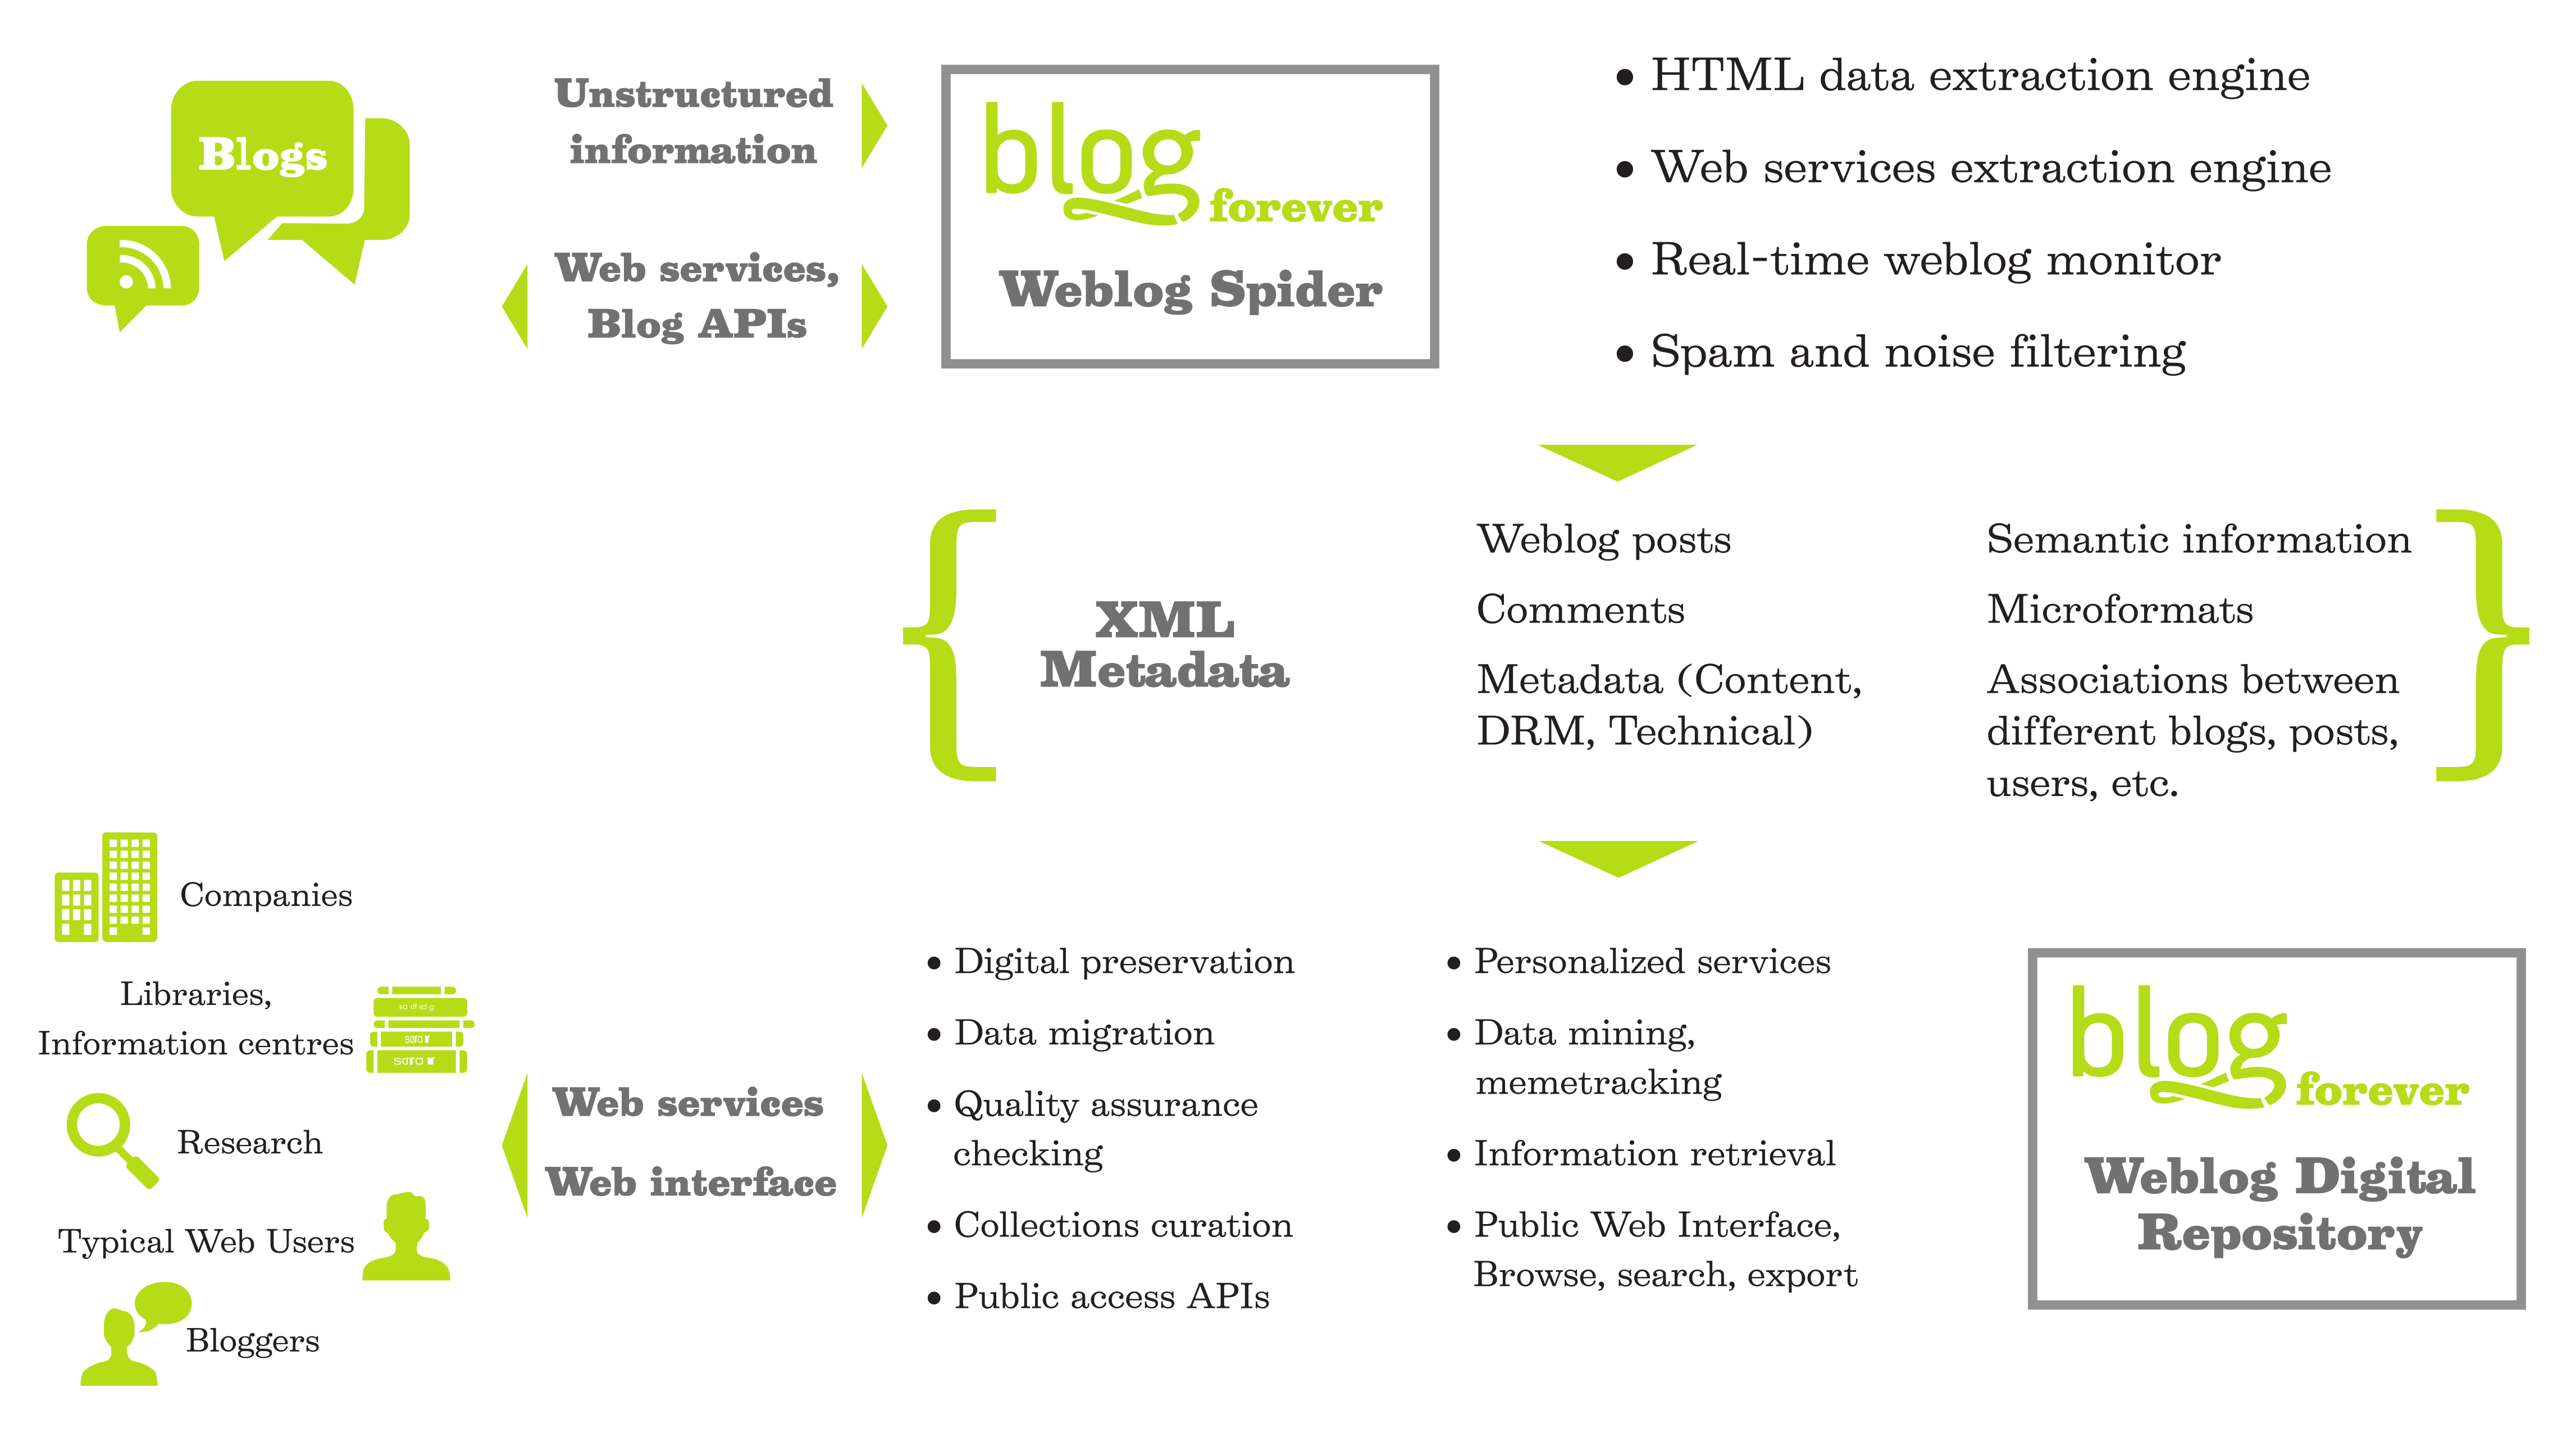 Blogs
Unstructured
information
Web services,
Blog APIs
blog
forever
Weblog Spider
• HTML data extraction engine
• Web services extraction engine
• Real-time weblog monitor
• Spam and noise filtering
{
XML
Metadata
Weblog posts
Comments
Metadata (Content,
DRM, Technical)
Semantic information
Microformats
Associations between
different blogs, posts,
users, etc.
}
Companies
Libraries,
Information centres
Research
Typical Web Users
Bloggers
Web services
Web interface
• Digital preservation
• Data migration
• Quality assurance
checking
• Collections curation
• Public access APIs
• Personalized services
• Data mining,
memetracking
• Information retrieval
• Public Web Interface,
Browse, search, export
blog
forever
Weblog Digital
Repository